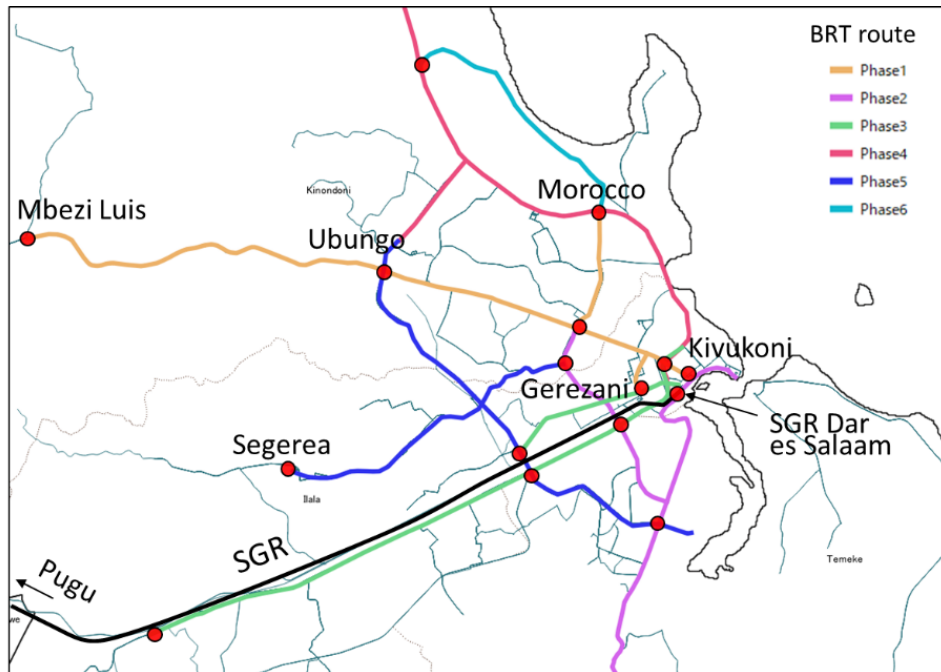 BRT route
Phase1
Phase2
Phase3
Phase4
Phase5
Phase6
Kinondoni
Morocco
Mbezi Luis
Ubungo
Kivukoni
Gerezani
SGR Dar
es Salaam
Segerea
Ilala
SGR
Temeke
Pugu
we